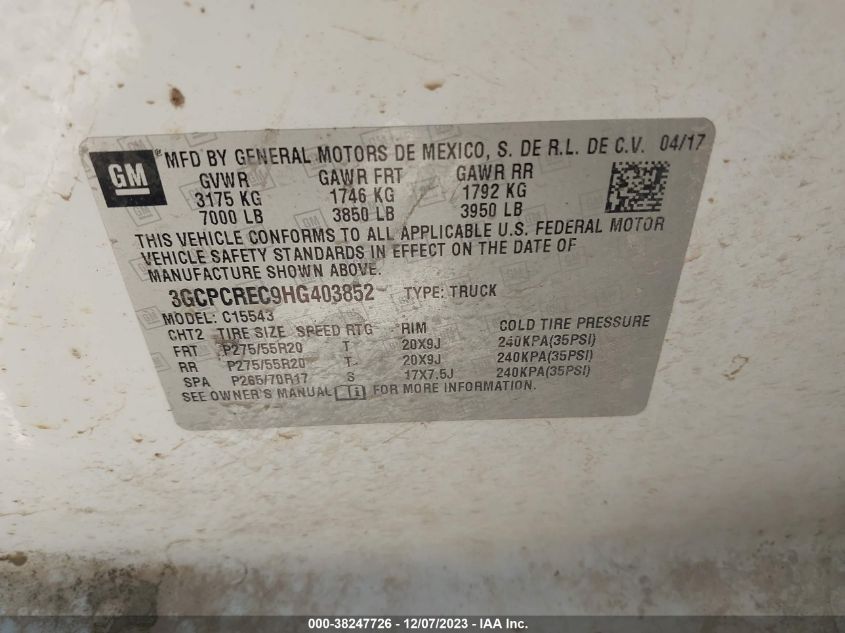 GM
® MFD BY GENERAL MOTORS DE MEXICO, S. DE R.L. DE C.V. 04/17
GVWR GAWR FRT GAWR RR
3175 KG 1746 KG 1792 KG
7000 LB 3850 LB 3950 LB
THIS VEHICLE CONFORMS TO ALL APPLICABLE U.S. FEDERAL MOTOR
VEHICLE SAFETY STANDARDS IN EFFECT ON THE DATE OF
MANUFACTURE SHOWN ABOVE.
3GCPCREC9HG403852 TYPE: TRUCK
MODEL: C15543
CHT2 TIRE SIZE SPEED RTG RIM COLD TIRE PRESSURE
FRT P275/55R20 T 20X9J 240KPA(35PSI)
RR P275/55R20 T 20X9J 240KPA(35PSI)
SPA P265/70R17 S 17X7.5J 240KPA(35PSI)
SEE OWNER'S MANUAL FOR MORE INFORMATION.
000-38247726 - 12/07/2023 - IAA Inc.